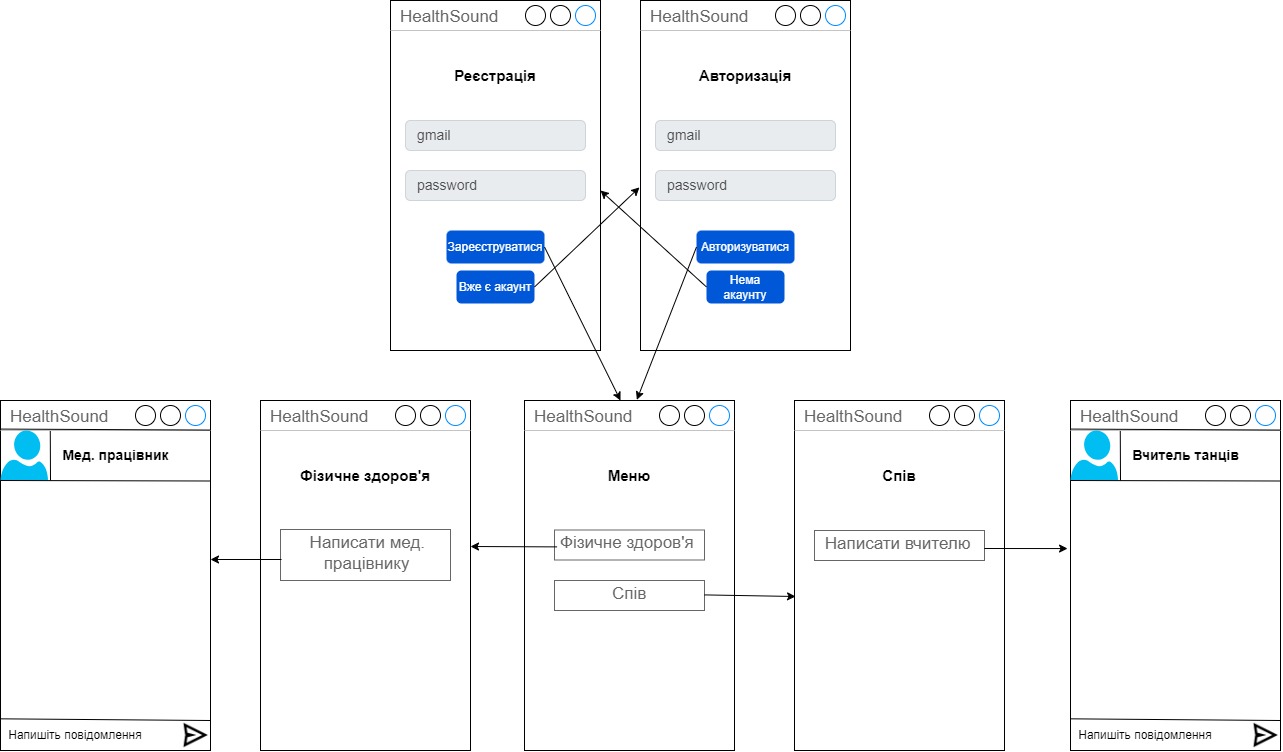 HealthSound
Реєстрація
gmail
password
Зареєструватися
Вже є акаунт
HealthSound
Авторизація
gmail
password
Авторизуватися
Нема
акаунту
HealthSound
Мед. працівник
Напишіть повідомлення
HealthSound
Фізичне здоров'я
Написати мед.
працівнику
HealthSound
Меню
Фізичне здоров'я
Спів
HealthSound
Спів
Написати вчителю
HealthSound
Вчитель танців
Напишіть повідомлення